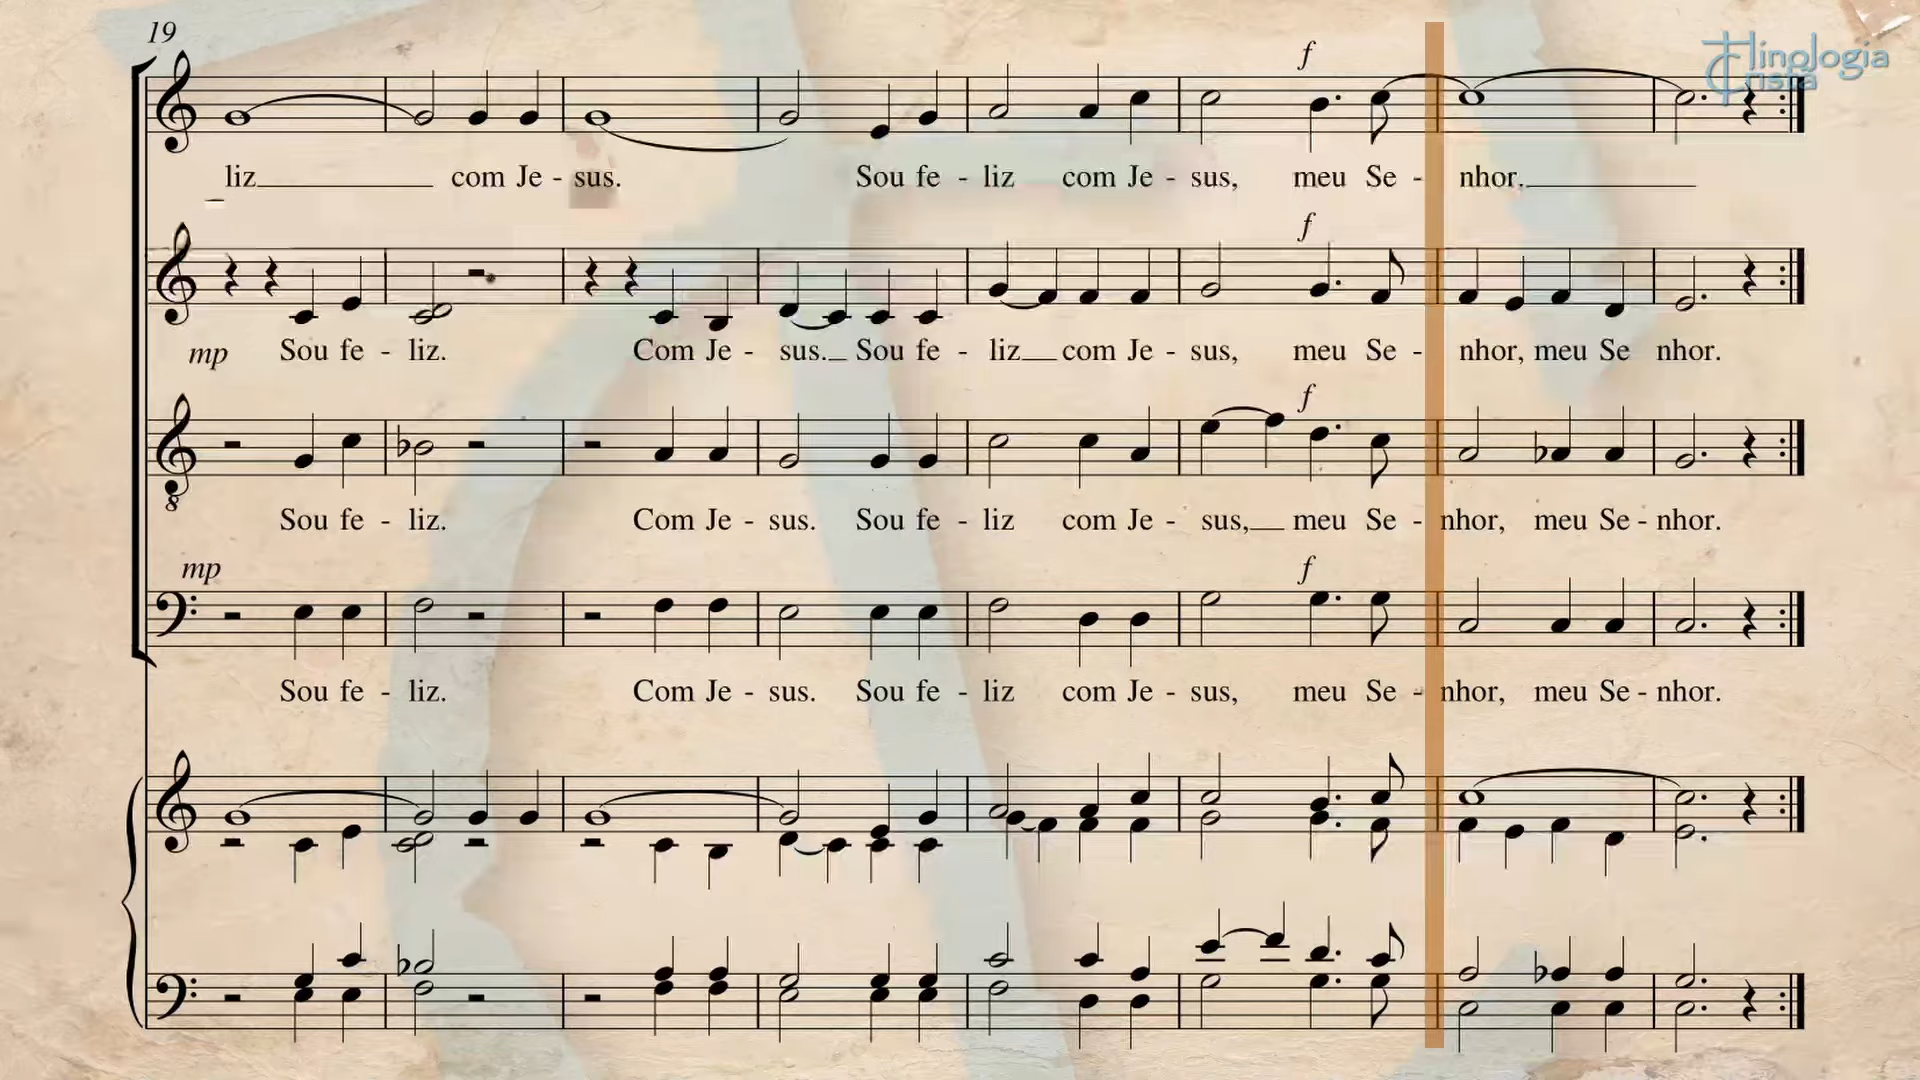 19
Hinologia
Cristã
f
liz com Je - sus. Sou fe - liz com Je - sus, meu Se - nhor.
f
mp Sou fe - liz. Com Je - sus. Sou fe - liz com Je - sus, meu Se - nhor, meu Se nhor.
f
8
Sou fe - liz. Com Je - sus. Sou fe - liz com Je - sus, meu Se - nhor, meu Se - nhor.
mp f
Sou fe - liz. Com Je - sus. Sou fe - liz com Je - sus, meu Se - nhor, meu Se - nhor.